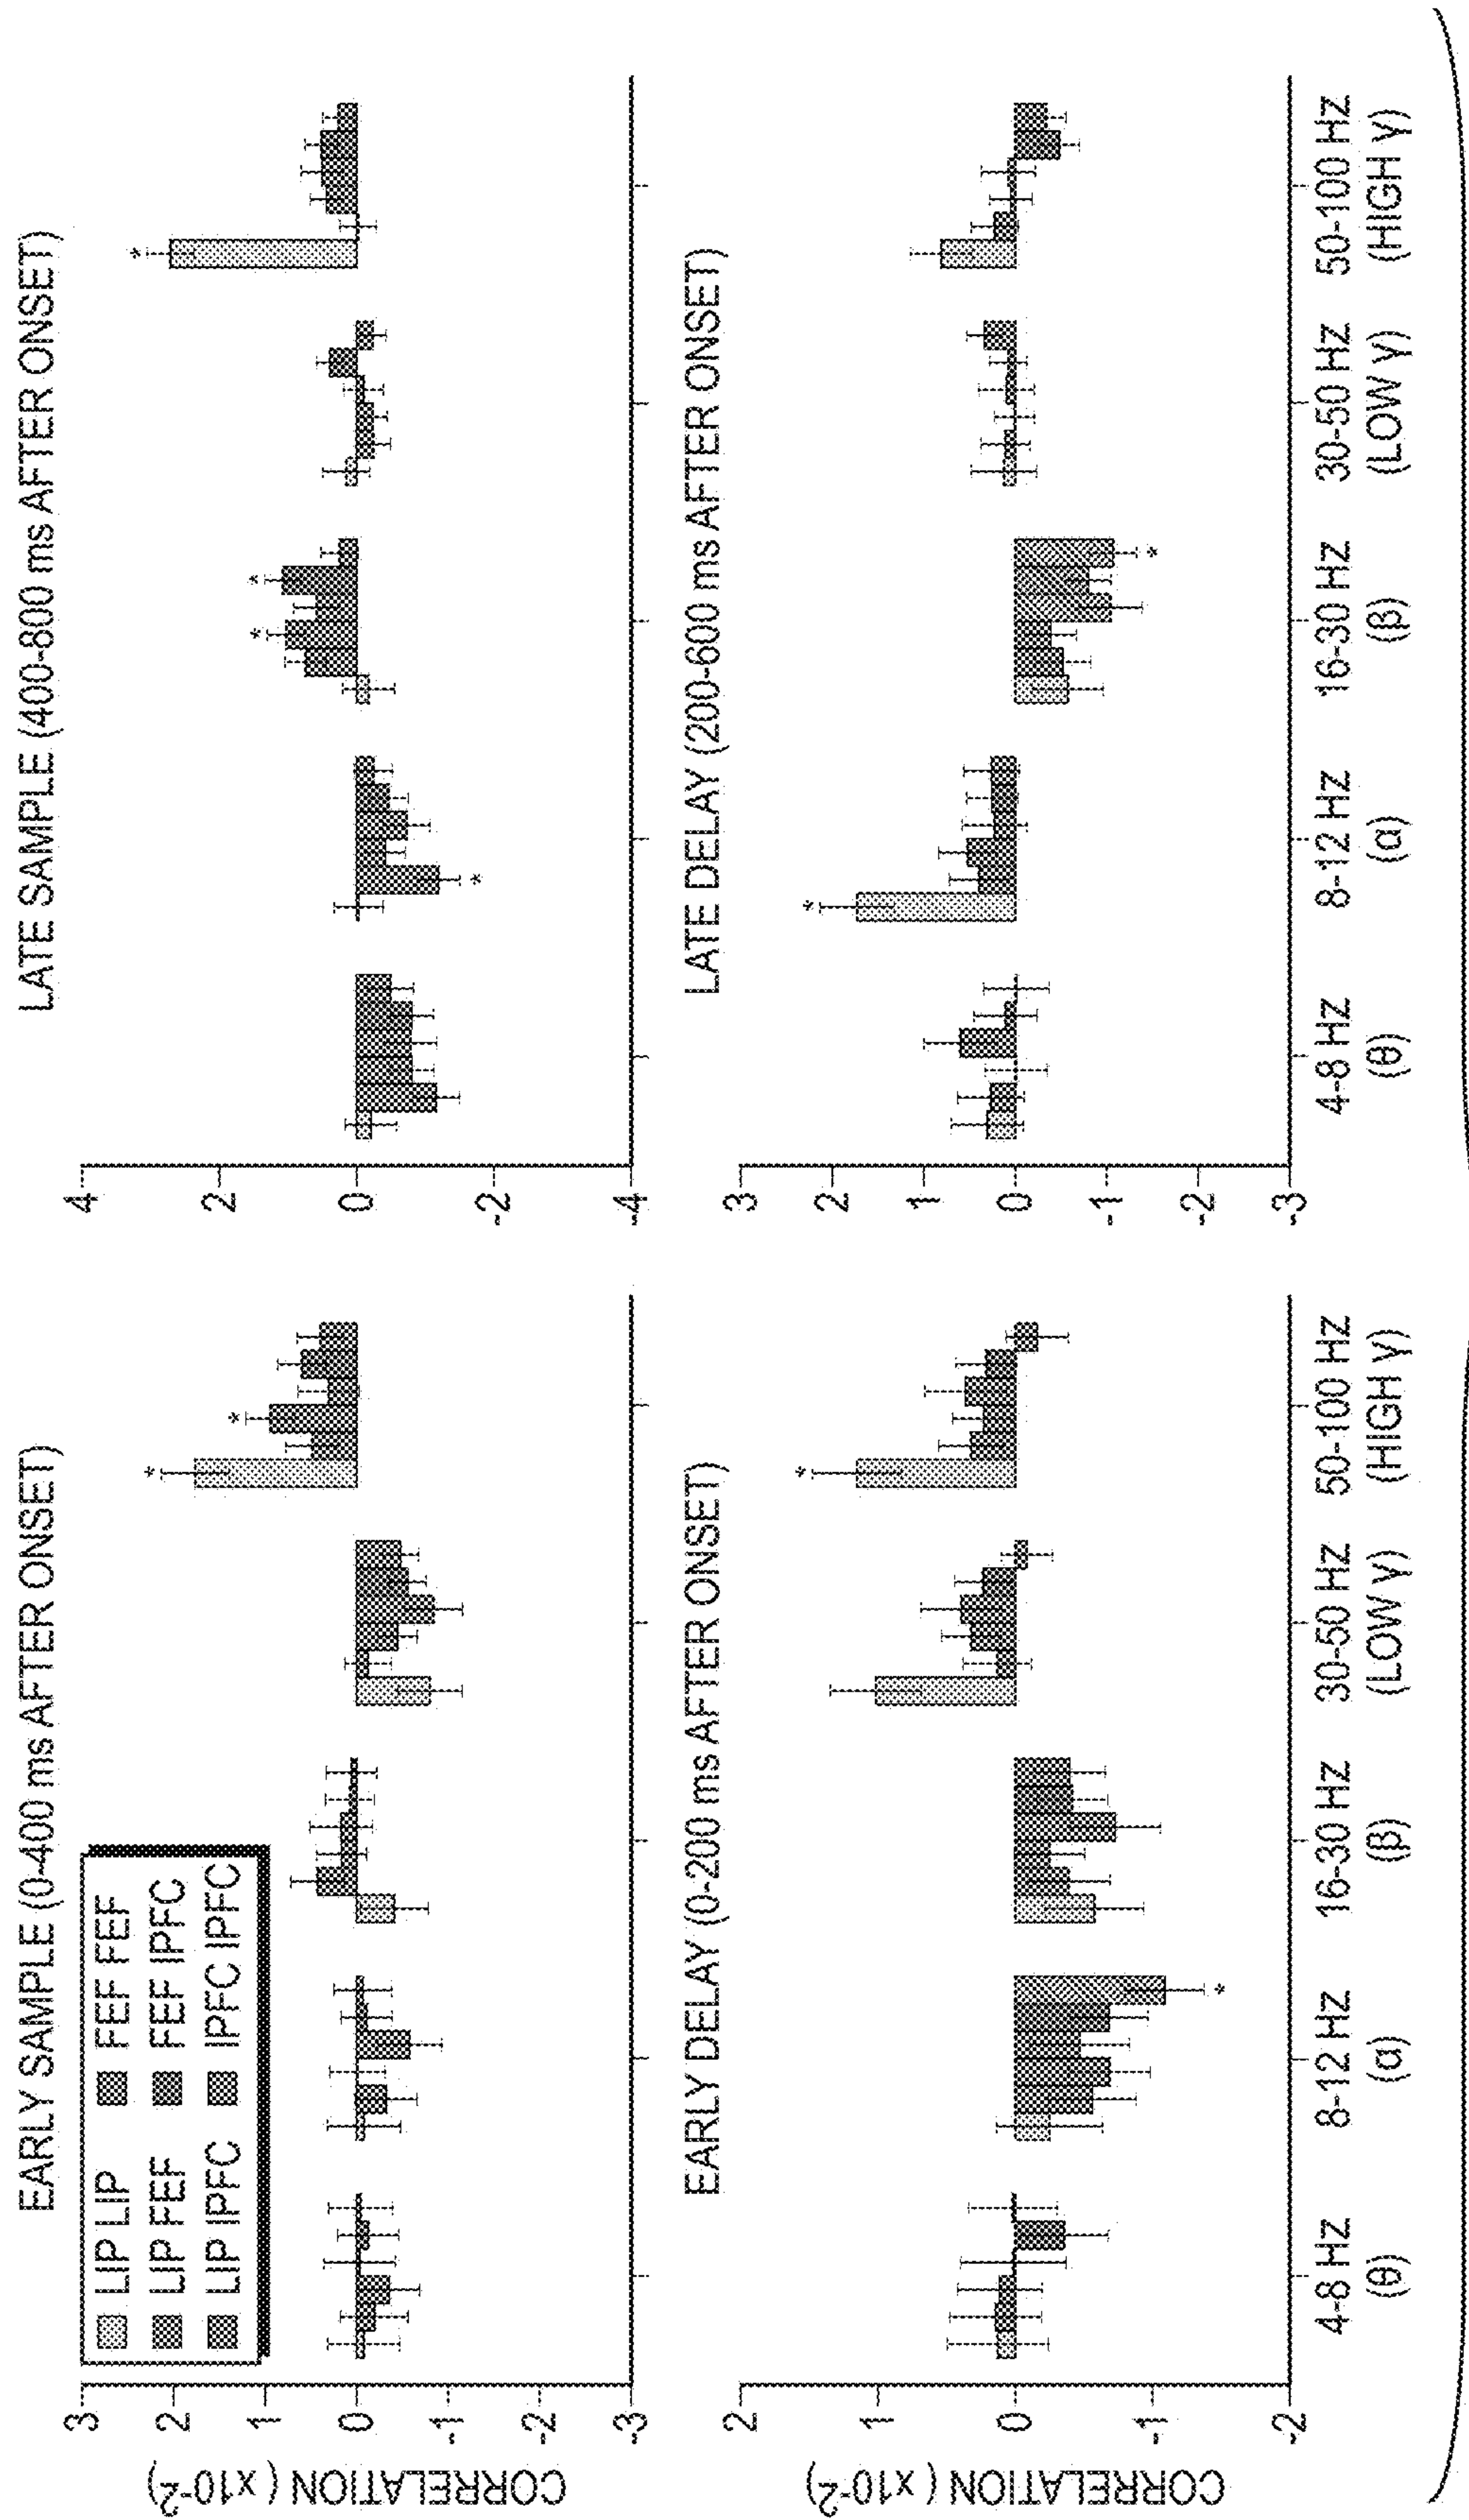 EARLY SAMPLE (0-400 ms AFTER ONSET)
CORRELATION (x10-2)
3
2
1
0
-1
-2
-3
LIP LIP
LIP FEF
LIP lPFC
FEF FEF
FEF lPFC
lPFC lPFC
*
*
LATE SAMPLE (400-800 ms AFTER ONSET)
4
2
0
-2
-4
*
*
*
*
EARLY DELAY (0-200 ms AFTER ONSET)
CORRELATION (x10-2)
2
1
0
-1
-2
*
*
4-8 Hz 8-12 Hz 16-30 Hz 30-50 Hz 50-100 Hz
(θ) (α) (β) (LOW γ) (HIGH γ)
LATE DELAY (200-600 ms AFTER ONSET)
3
2
1
0
-1
-2
-3
*
*
4-8 Hz 8-12 Hz 16-30 Hz 30-50 Hz 50-100 Hz
(θ) (α) (β) (LOW γ) (HIGH γ)